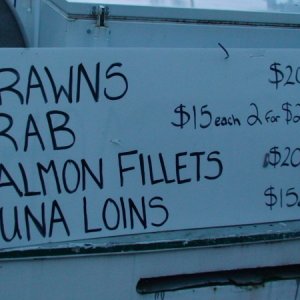 RAWNS $20
RAB $15 each 2 for $2
ALMON FILLETS $20
UNA LOINS $15